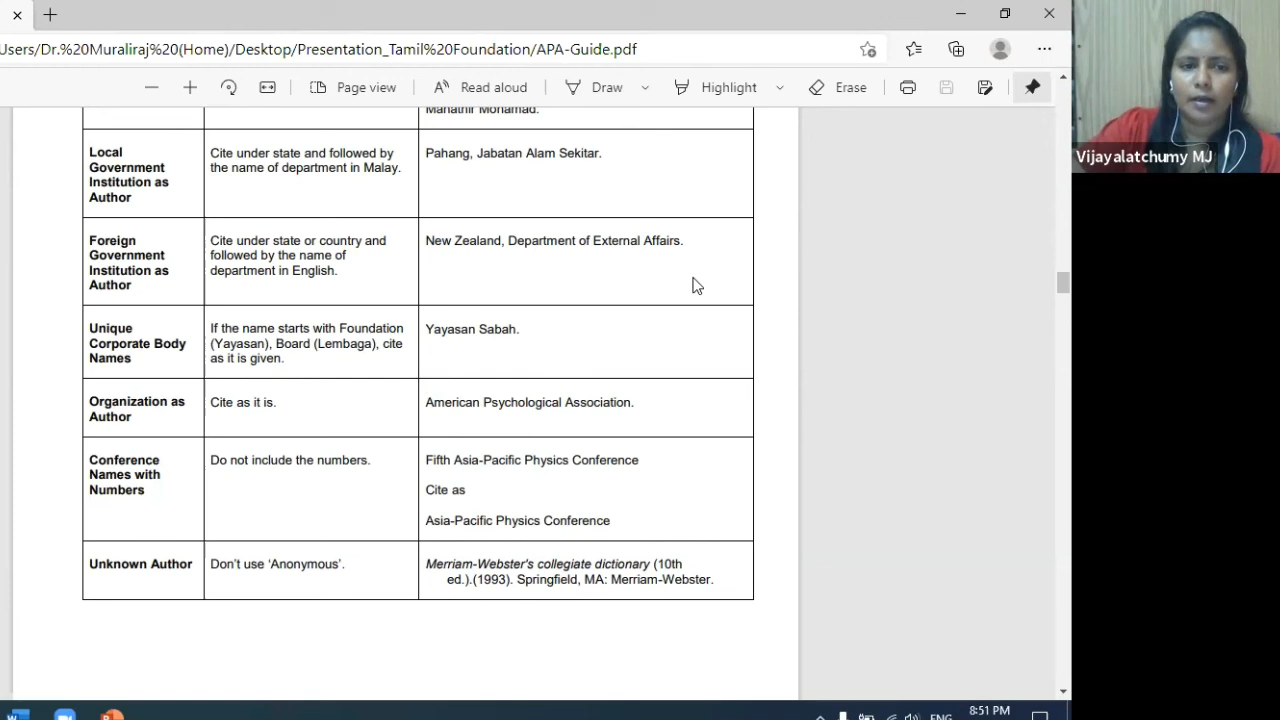 Users/Dr.%20Muraliraj%20(Home)/Desktop/Presentation_Tamil%20Foundation/APA-Guide.pdf
Page view
Read aloud
Draw
Highlight
Erase
Vijayalatchumy MJ
Mahathir Mohamad.
Local
Government
Institution as
Author
Cite under state and followed by
the name of department in Malay.
Pahang, Jabatan Alam Sekitar.
Foreign
Government
Institution as
Author
Cite under state or country and
followed by the name of
department in English.
New Zealand, Department of External Affairs.
Unique
Corporate Body
Names
If the name starts with Foundation
(Yayasan), Board (Lembaga), cite
as it is given.
Yayasan Sabah.
Organization as
Author
Cite as it is.
American Psychological Association.
Conference
Names with
Numbers
Do not include the numbers.
Fifth Asia-Pacific Physics Conference
Cite as
Asia-Pacific Physics Conference
Unknown Author
Don't use ‘Anonymous’.
Merriam-Webster's collegiate dictionary (10th
ed.).(1993). Springfield, MA: Merriam-Webster.
ENG
8:51 PM